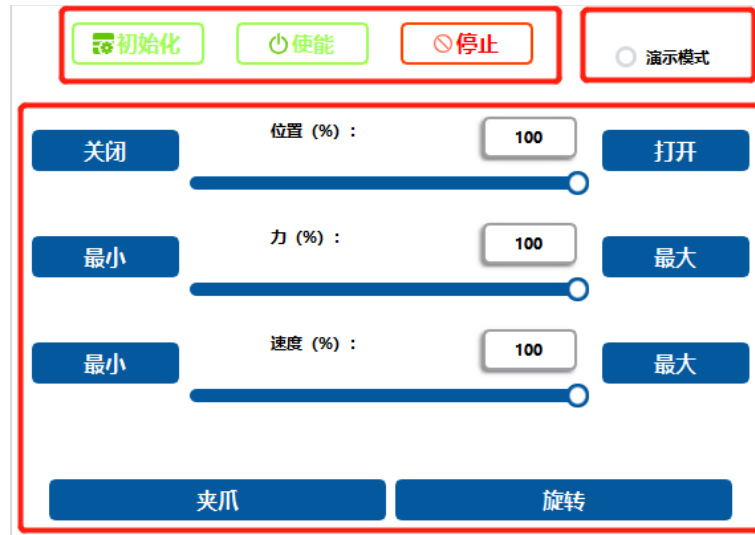 初始化 使能 停止 演示模式
位置（%）： 100
关闭 打开
力（%）： 100
最小 最大
速度（%）： 100
最小 最大
夹爪 旋转